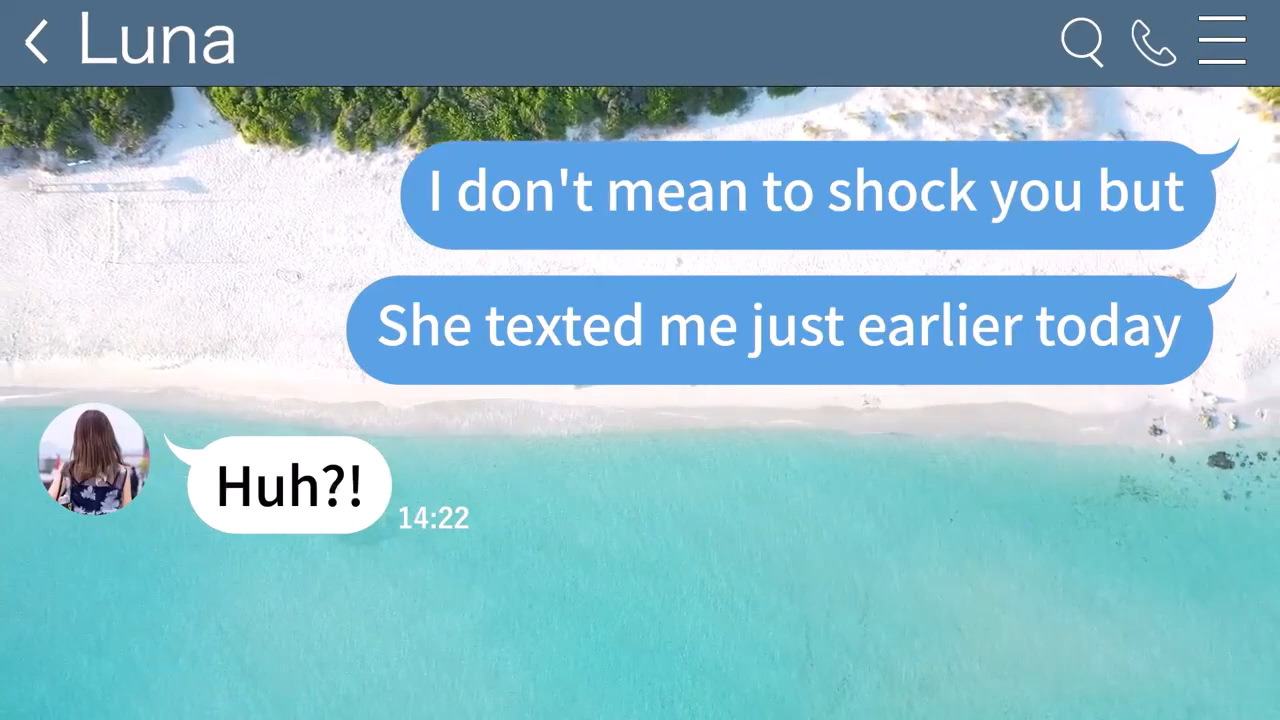 Luna
I don't mean to shock you but
She texted me just earlier today
Huh?!
14:22